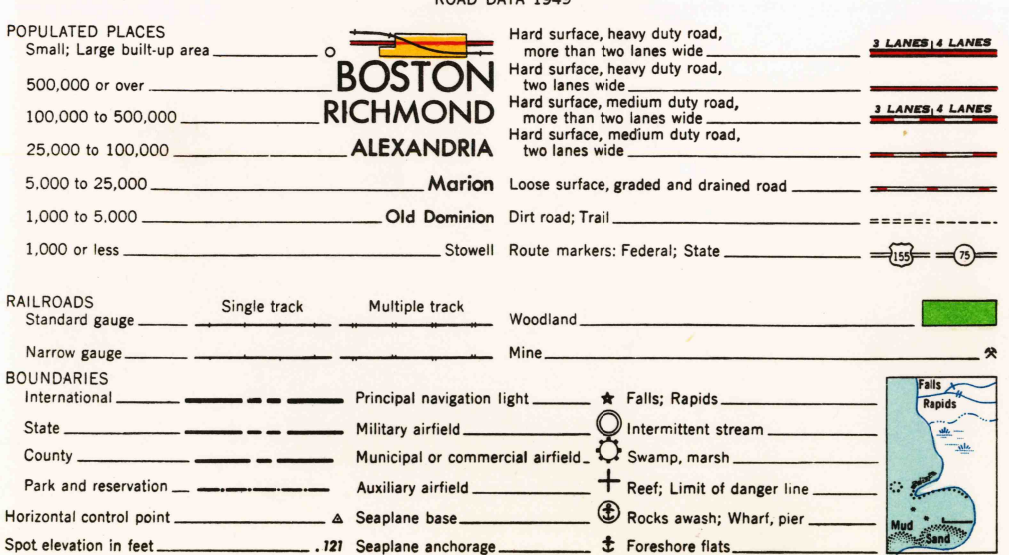 ROAD DATA 1945
POPULATED PLACES
Small; Large built-up area
500,000 or over BOSTON
100,000 to 500,000 RICHMOND
25,000 to 100,000 ALEXANDRIA
5,000 to 25,000 Marion
1,000 to 5.000 Old Dominion
1,000 or less Stowell
Hard surface, heavy duty road,
more than two lanes wide 3 LANES 4 LANES
Hard surface, heavy duty road,
two lanes wide
Hard surface, medium duty road,
more than two lanes wide 3 LANES 4 LANES
Hard surface, medium duty road,
two lanes wide
Loose surface, graded and drained road
Dirt road; Trail
Route markers: Federal; State 155 75
RAILROADS
Single track Multiple track
Standard gauge
Narrow gauge
Woodland
Mine
BOUNDARIES
International
State
County
Park and reservation
Horizontal control point
Spot elevation in feet .121
Principal navigation light
Military airfield
Municipal or commercial airfield
Auxiliary airfield
Seaplane base
Seaplane anchorage
Falls; Rapids
Intermittent stream
Swamp, marsh
Reef; Limit of danger line
Rocks awash; Wharf, pier
Foreshore flats
Falls
Rapids
Mud
Sand